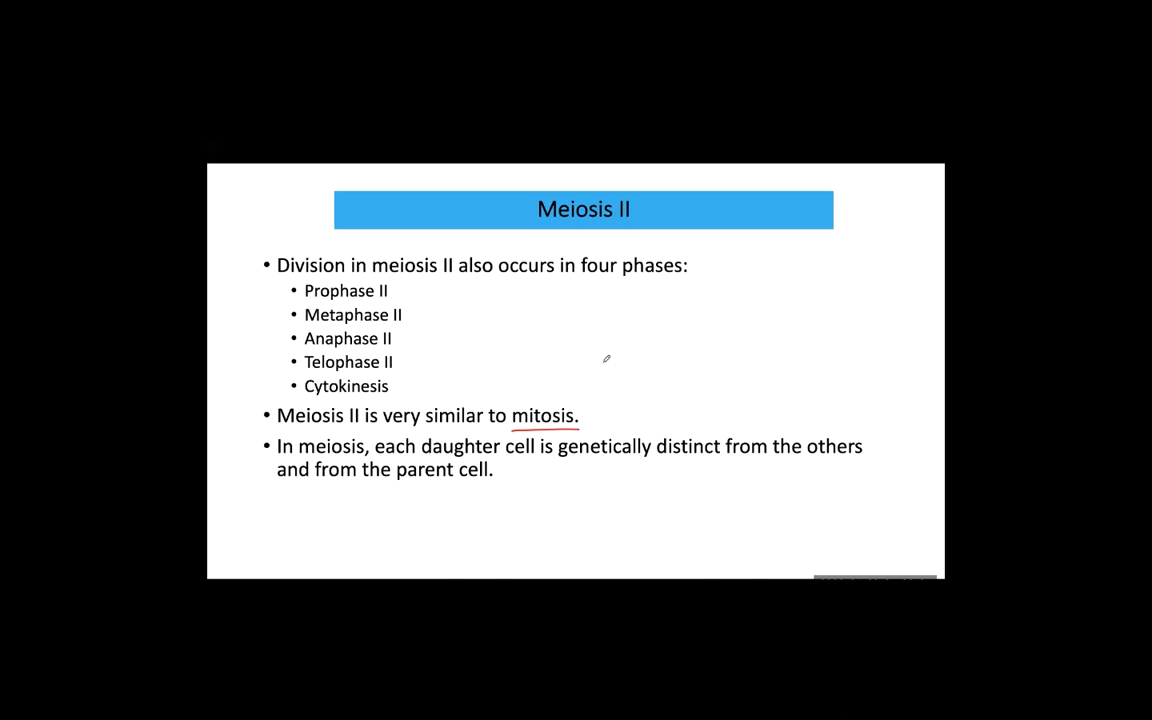 Meiosis II
• Division in meiosis II also occurs in four phases:
• Prophase II
• Metaphase II
• Anaphase II
• Telophase II
• Cytokinesis
• Meiosis II is very similar to mitosis.
• In meiosis, each daughter cell is genetically distinct from the others
and from the parent cell.